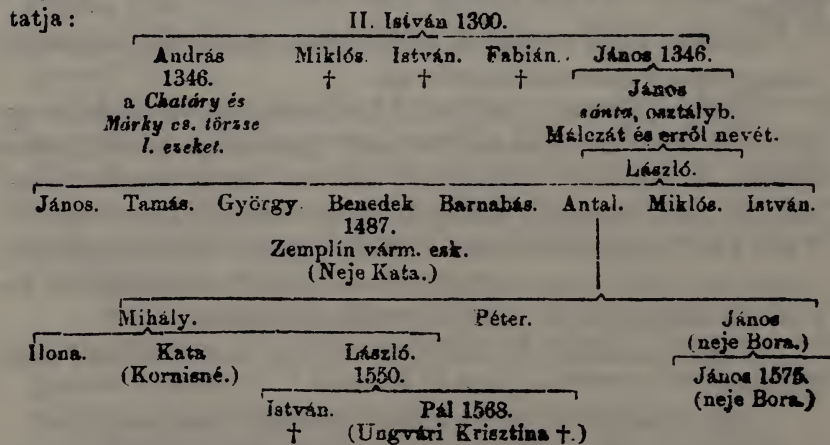 tatja:
II. István 1300.
András Miklós. István. Fabián. János 1346.
1346. † † †
a Chatáry és János
Márky cs. törzse sánta, osztályb.
l. ezeket. Málczát és erről nevét.
László.
János. Tamás. György. Benedek Barnabás. Antal. Miklós. István.
1487.
Zemplín várm. esk.
(Neje Kata.)
Mihály. Péter. János
(neje Bora.)
Ilona. Kata László. János 1575.
(Kornisné.) 1550. (neje Bora.)
István. Pál 1568.
† (Ungvári Krisztina †.)